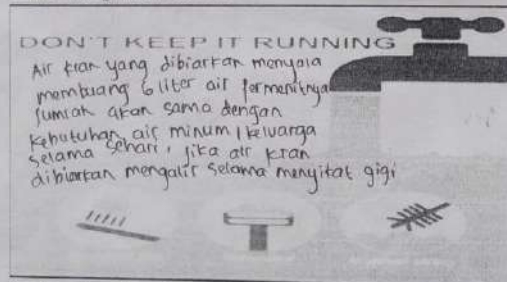 DON'T KEEP IT RUNNING
Air kran yang dibiarkan menyala
membuang 6 liter air permenitnya
Jumlah akan sama dengan
kebutuhan air minum 1 keluarga
selama sehari, jika air kran
dibiarkan mengalir selama menyikat gigi